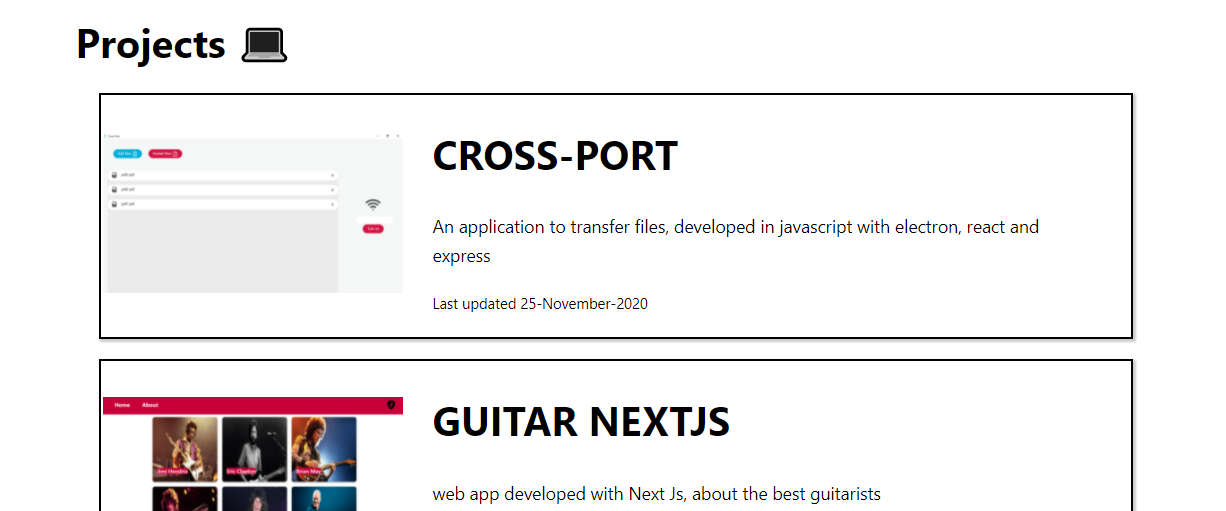 Projects
CROSS-PORT
An application to transfer files, developed in javascript with electron, react and
express
Last updated 25-November-2020
Home About
GUITAR NEXTJS
Jimi Hendrix Eric Clapton Brian May
web app developed with Next Js, about the best guitarists